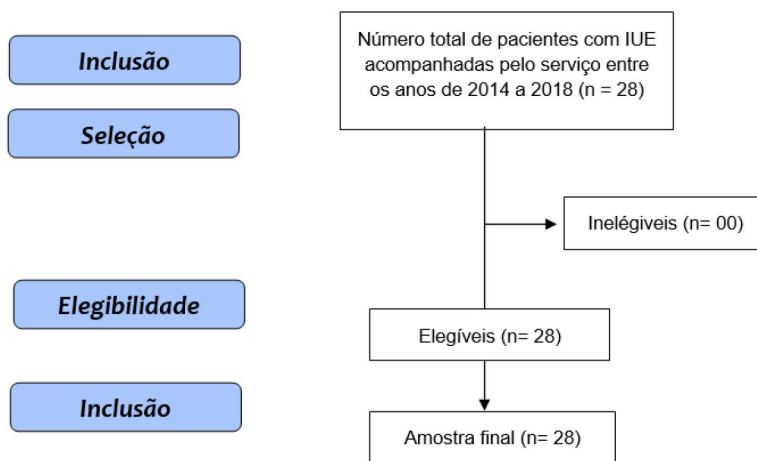 Inclusão
Número total de pacientes com IUE
acompanhadas pelo serviço entre
os anos de 2014 a 2018 (n = 28)
Seleção
Inelégiveis (n= 00)
Elegibilidade
Elegíveis (n= 28)
Inclusão
Amostra final (n= 28)